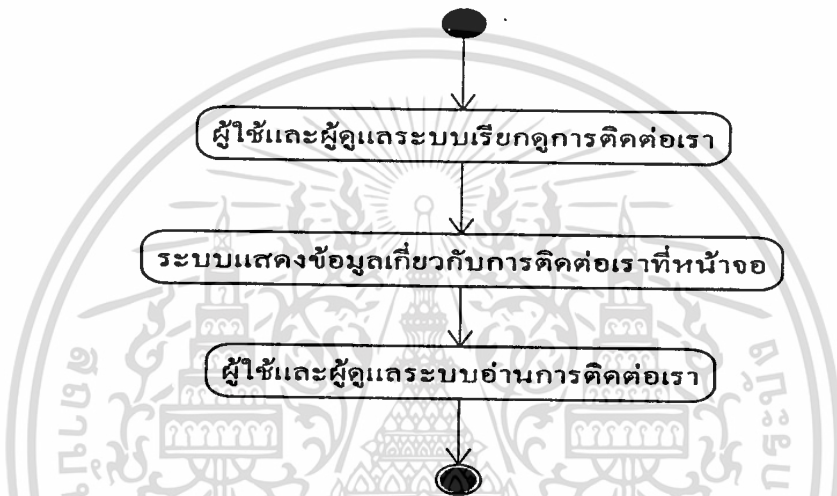 ผู้ใช้และผู้ดูแลระบบเรียกดูการติดต่อเรา
ระบบแสดงข้อมูลเกี่ยวกับการติดต่อเราที่หน้าจอ
ผู้ใช้และผู้ดูแลระบบอ่านการติดต่อเรา